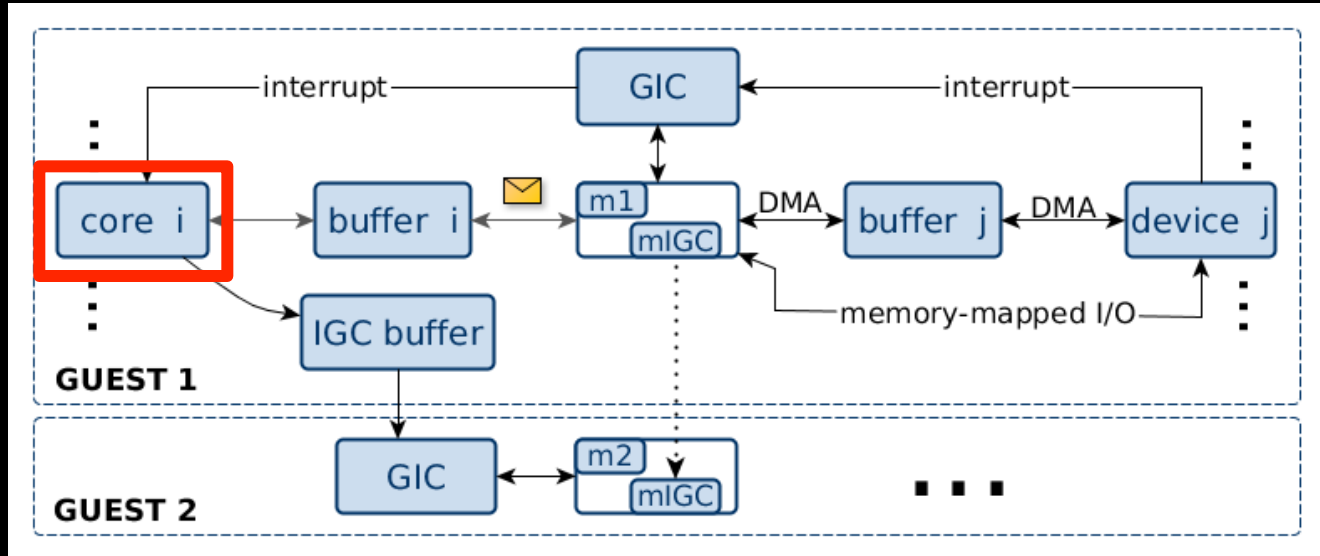 interrupt
GIC
interrupt
core i
buffer i
m1
mIGC
DMA
buffer j
DMA
device j
IGC buffer
memory-mapped I/O
GUEST 1
GIC
m2
mIGC
GUEST 2